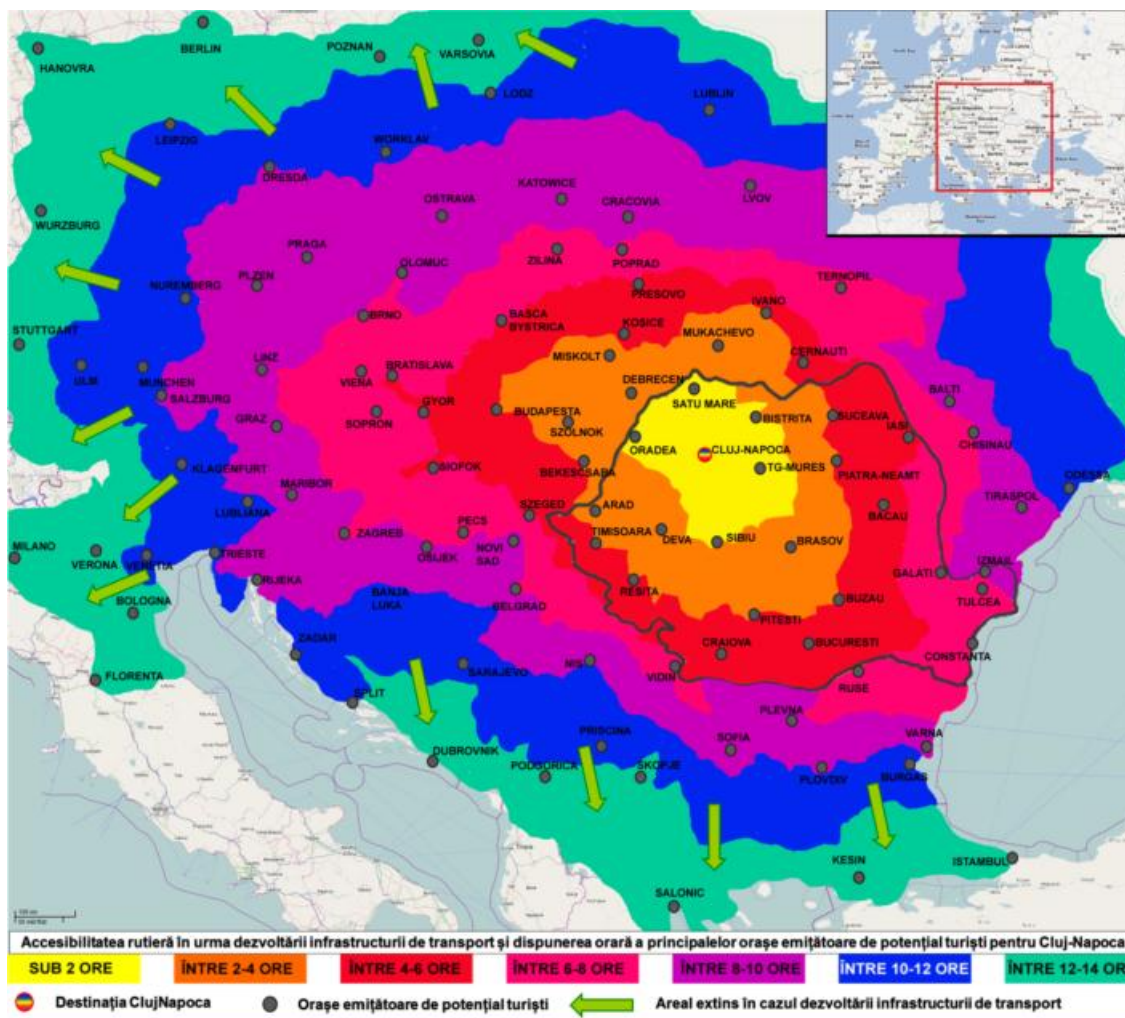 BERLIN
POZNAN
VARSOVIA
HANOVRA
LODZ
LUBLIN
LEIPZIG
WORKLAV
DRESDA
KATOWICE
LVOV
OSTRAVA
CRACOVIA
WURZBURG
PRAGA
ZILINA
POPRAD
OLOMUC
TERNOPIL
PLZEN
NUREMBERG
PRESOVO
BRNO
BASCA
BYSTRICA
IVANO
KOSICE
STUTTGART
MUKACHEVO
MISKOLT
CERNAUTI
LINZ
BRATISLAVA
ULM
MUNCHEN
VIENA
DEBRECEN
BALTI
SALZBURG
SATU MARE
GYOR
BUDAPESTA
BISTRITA
SUCEAVA
GRAZ
SOPRON
SZOLNOK
IASI
CHISINAU
ORADEA
CLUJ-NAPOCA
KLAGENFURT
SIOFOK
BEKESCSABA
TG-MURES
PIATRA-NEAMT
ODESSA
MARIBOR
TIRASPOL
LUBLIANA
SZEGED
ARAD
BACAU
PECS
ZAGREB
TIMISOARA
DEVA
SIBIU
BRASOV
MILANO
VERONA
VENETIA
TRIESTE
OSIJEK
NOVI
SAD
IZMAIL
GALATI
RIJEKA
BANJA
LUKA
RESITA
BOLOGNA
BELGRAD
BUZAU
TULCEA
PITESTI
CRAIOVA
BUCURESTI
CONSTANTA
ZADAR
SARAJEVO
NIS
VIDIN
FLORENTA
RUSE
SPLIT
PLEVNA
PRISCINA
SOFIA
VARNA
DUBROVNIK
PODGORICA
SKOPJE
PLOVDIV
BURGAS
KESIN
ISTAMBUL
SALONIC
Accesibilitatea rutieră în urma dezvoltării infrastructurii de transport și dispunerea orară a principalelor orașe emițătoare de potențial turiști pentru Cluj-Napoca
SUB 2 ORE
ÎNTRE 2-4 ORE
ÎNTRE 4-6 ORE
ÎNTRE 6-8 ORE
ÎNTRE 8-10 ORE
ÎNTRE 10-12 ORE
ÎNTRE 12-14 OR
Destinația ClujNapoca
Orașe emițătoare de potențial turiști
Areal extins în cazul dezvoltării infrastructurii de transport